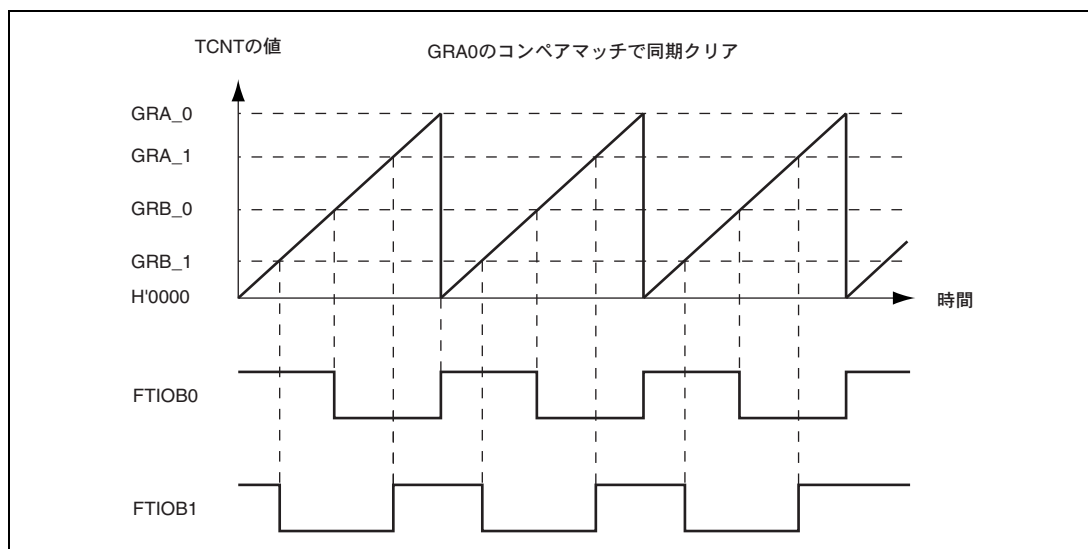 TCNTの値
GRA0のコンペアマッチで同期クリア
GRA_0
GRA_1
GRB_0
GRB_1
H'0000
時間
FTIOB0
FTIOB1